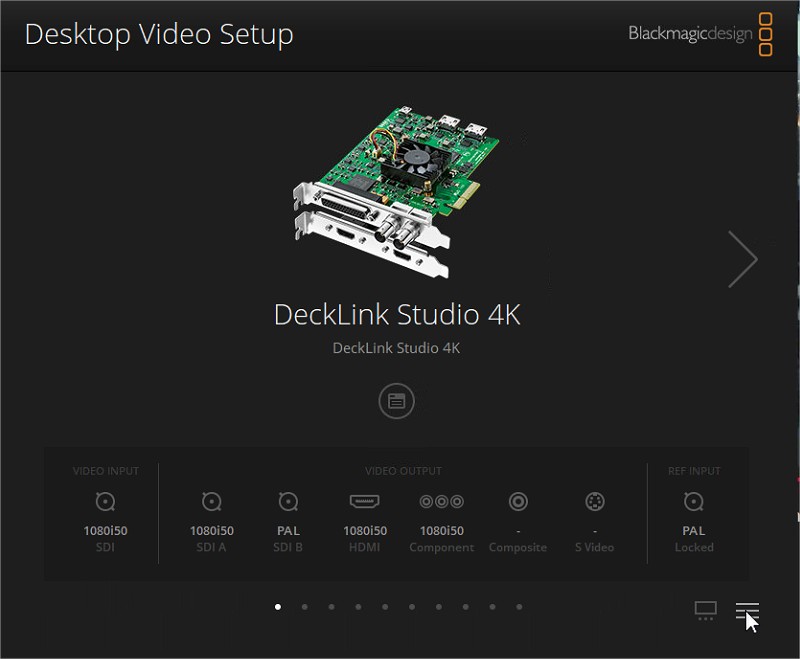 Desktop Video Setup
Blackmagicdesign
DeckLink Studio 4K
DeckLink Studio 4K
VIDEO INPUT
VIDEO OUTPUT
REF INPUT
1080i50
1080i50
PAL
1080i50
1080i50
-
-
PAL
SDI
SDI A
SDI B
HDMI
Component
Composite
S Video
Locked